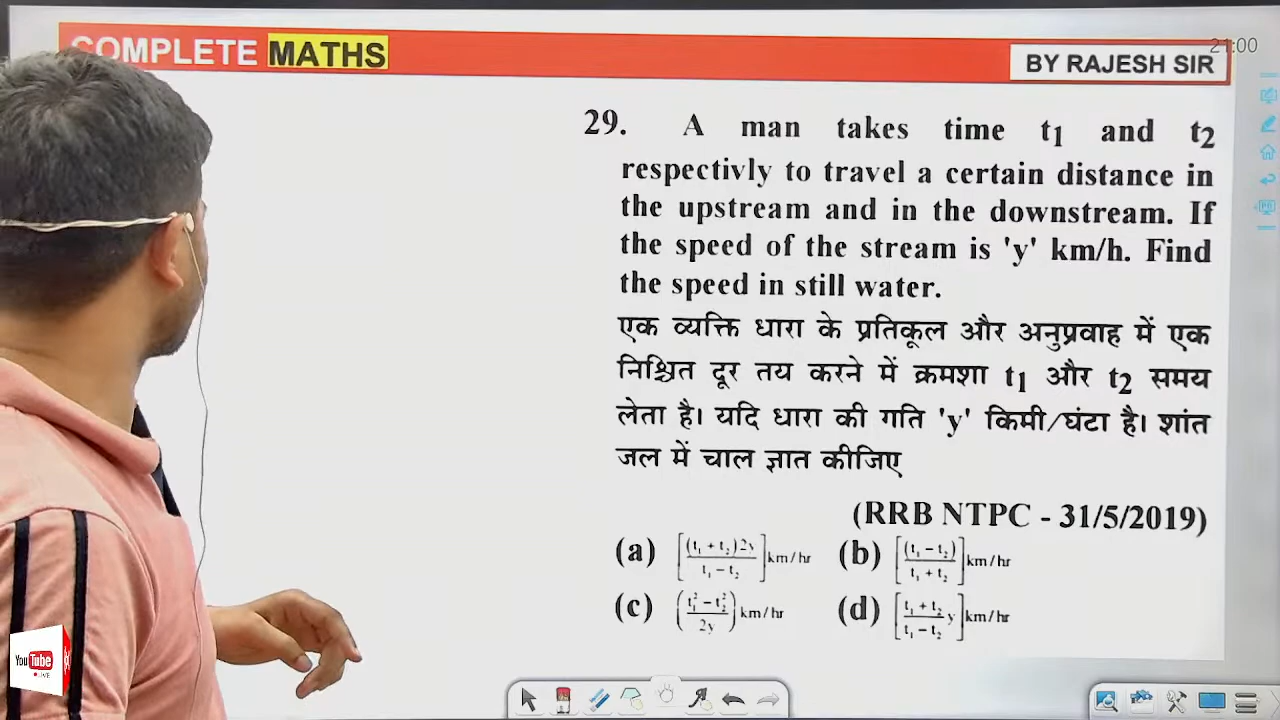 COMPLETE MATHS
21:00
BY RAJESH SIR
29. A man takes time t₁ and t₂
respectivly to travel a certain distance in
the upstream and in the downstream. If
the speed of the stream is 'y' km/h. Find
the speed in still water.
एक व्यक्ति धारा के प्रतिकूल और अनुप्रवाह में एक
निश्चित दूर तय करने में क्रमशा t₁ और t₂ समय
लेता है। यदि धारा की गति 'y' किमी/घंटा है। शांत
जल में चाल ज्ञात कीजिए
(RRB NTPC - 31/5/2019)
(a) [(t₁ + t₂)2y / t₁ − t₂] km/hr (b) [(t₁ − t₂) / t₁ + t₂] km/hr
(c) (t₁² − t₂² / 2y) km/hr (d) [t₁ + t₂ / t₁ − t₂ y] km/hr
YouTube
LIVE